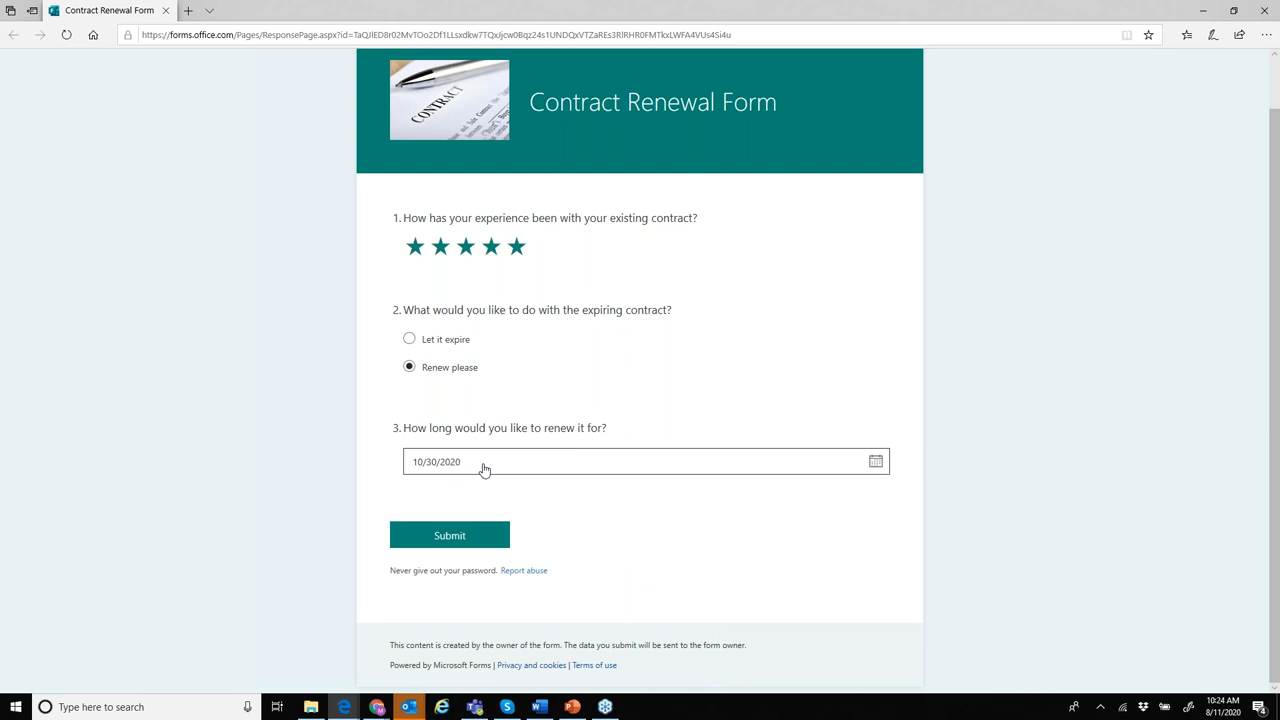 Contract Renewal Form
https://forms.office.com/Pages/ResponsePage.aspx?id=TaQJlED8r02MvTOo2Df1LLsxdkw7TQxJjcw0Bqz24s1UNDQxVTZaREs3RlRHR0FMTkxLWFA4VUs4Si4u
CONTRACT
Contract Renewal Form
1. How has your experience been with your existing contract?
2. What would you like to do with the expiring contract?
Let it expire
Renew please
3. How long would you like to renew it for?
10/30/2020
Submit
Never give out your password. Report abuse
This content is created by the owner of the form. The data you submit will be sent to the form owner.
Powered by Microsoft Forms | Privacy and cookies | Terms of use
Type here to search
10:24 AM
8/11/2020